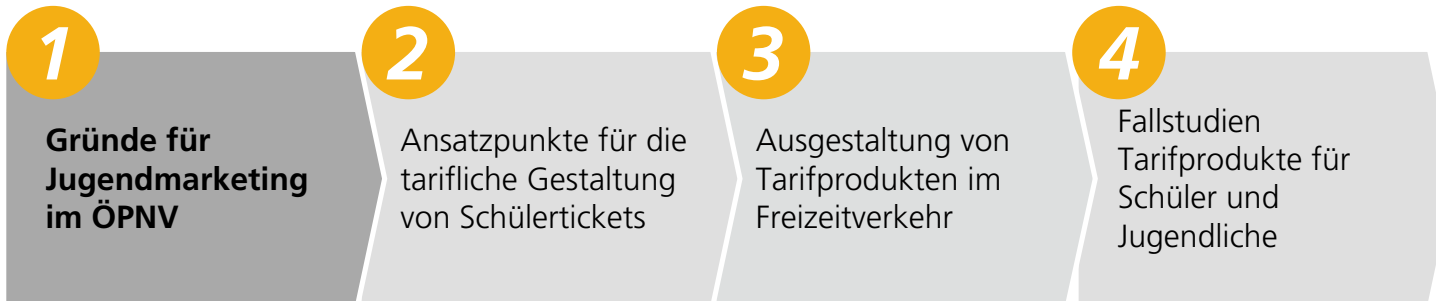 1
Gründe für
Jugendmarketing
im ÖPNV
2
Ansatzpunkte für die
tarifliche Gestaltung
von Schülertickets
3
Ausgestaltung von
Tarifprodukten im
Freizeitverkehr
4
Fallstudien
Tarifprodukte für
Schüler und
Jugendliche